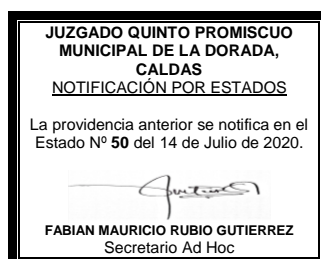 JUZGADO QUINTO PROMISCUO
MUNICIPAL DE LA DORADA,
CALDAS
NOTIFICACIÓN POR ESTADOS
La providencia anterior se notifica en el
Estado Nº 50 del 14 de Julio de 2020.
FABIAN MAURICIO RUBIO GUTIERREZ
Secretario Ad Hoc